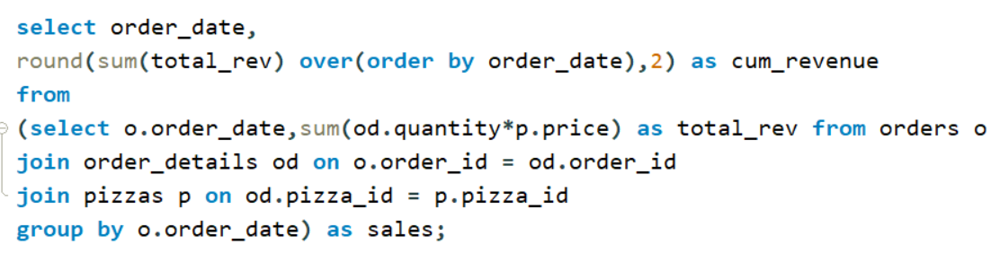 select order_date,
round(sum(total_rev) over(order by order_date),2) as cum_revenue
from
(select o.order_date,sum(od.quantity*p.price) as total_rev from orders o
join order_details od on o.order_id = od.order_id
join pizzas p on od.pizza_id = p.pizza_id
group by o.order_date) as sales;